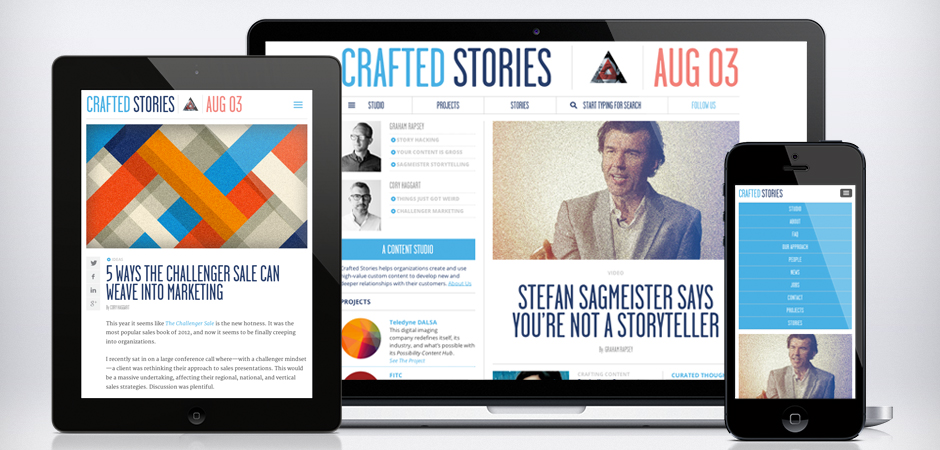 CRAFTED STORIES
AUG 03
IDEAS
5 WAYS THE CHALLENGER SALE CAN
WEAVE INTO MARKETING
By CORY HAGGART
This year it seems like The Challenger Sale is the new hotness. It was the
most popular sales book of 2012, and now it seems to be finally creeping
into organizations.
I recently sat in on a large conference call where—with a challenger mindset
—a client was rethinking their approach to sales presentations. This would
be a massive undertaking, affecting their regional, national, and vertical
sales strategies. Discussion was plentiful.
CRAFTED STORIES
AUG 03
STUDIO
PROJECTS
STORIES
START TYPING FOR SEARCH
FOLLOW US
GRAHAM RAPSEY
STORY HACKING
YOUR CONTENT IS GROSS
SAGMEISTER STORYTELLING
CORY HAGGART
THINGS JUST GOT WEIRD
CHALLENGER MARKETING
A CONTENT STUDIO
Crafted Stories helps organizations create and use
high-value custom content to develop new and
deeper relationships with their customers. About Us
PROJECTS
Teledyne DALSA
This digital imaging
company redefines itself, its
industry, and what's possible with
its Possibility Content Hub.
See The Project
FITC
VIDEO
STEFAN SAGMEISTER SAYS
YOU'RE NOT A STORYTELLER
By GRAHAM RAPSEY
CRAFTING CONTENT
CURATED THOUG
CRAFTED STORIES
STUDIO
ABOUT
FAQ
OUR APPROACH
PEOPLE
NEWS
JOBS
CONTACT
PROJECTS
STORIES